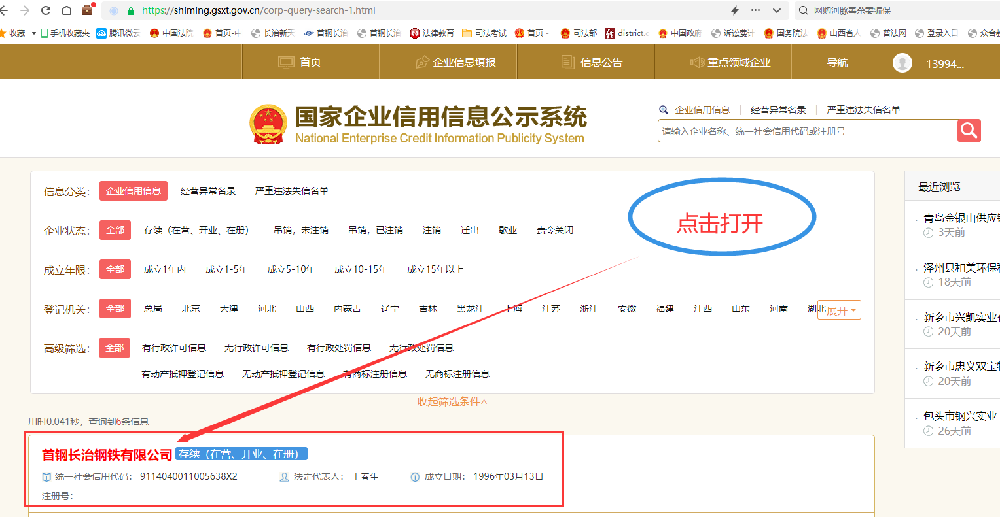 https://shiming.gsxt.gov.cn/corp-query-search-1.html
网购河豚毒杀妻骗保
收藏 手机收藏夹 腾讯微云 中国法院 首页-中 长治新天 首钢长治 首钢长治 法律教育 司法考试 首页 - 司法部 district.c 中国政府 诉讼费计 国务院法 山西省人 普法网 登录入口 众合教
首页 企业信息填报 信息公告 重点领域企业 导航 13994...
国家企业信用信息公示系统
National Enterprise Credit Information Publicity System
企业信用信息 | 经营异常名录 | 严重违法失信名单
请输入企业名称、统一社会信用代码或注册号
信息分类： 企业信用信息 经营异常名录 严重违法失信名单
企业状态： 全部 存续（在营、开业、在册） 吊销，未注销 吊销，已注销 注销 迁出 歇业 责令关闭
成立年限： 全部 成立1年内 成立1-5年 成立5-10年 成立10-15年 成立15年以上
登记机关： 全部 总局 北京 天津 河北 山西 内蒙古 辽宁 吉林 黑龙江 上海 江苏 浙江 安徽 福建 江西 山东 河南 湖北 展开
高级筛选： 全部 有行政许可信息 无行政许可信息 有行政处罚信息 无行政处罚信息
有动产抵押登记信息 无动产抵押登记信息 有商标注册信息 无商标注册信息
收起筛选条件^
点击打开
用时0.041秒，查询到6条信息
首钢长治钢铁有限公司 存续（在营、开业、在册）
统一社会信用代码： 9114040011005638X2 法定代表人： 王春生 成立日期： 1996年03月13日
注册号：
最近浏览
青岛金银山供应链
3天前
泽州县和美环保科
18天前
新乡市兴凯实业有
20天前
新乡市忠义双宝特
20天前
包头市钢兴实业
26天前